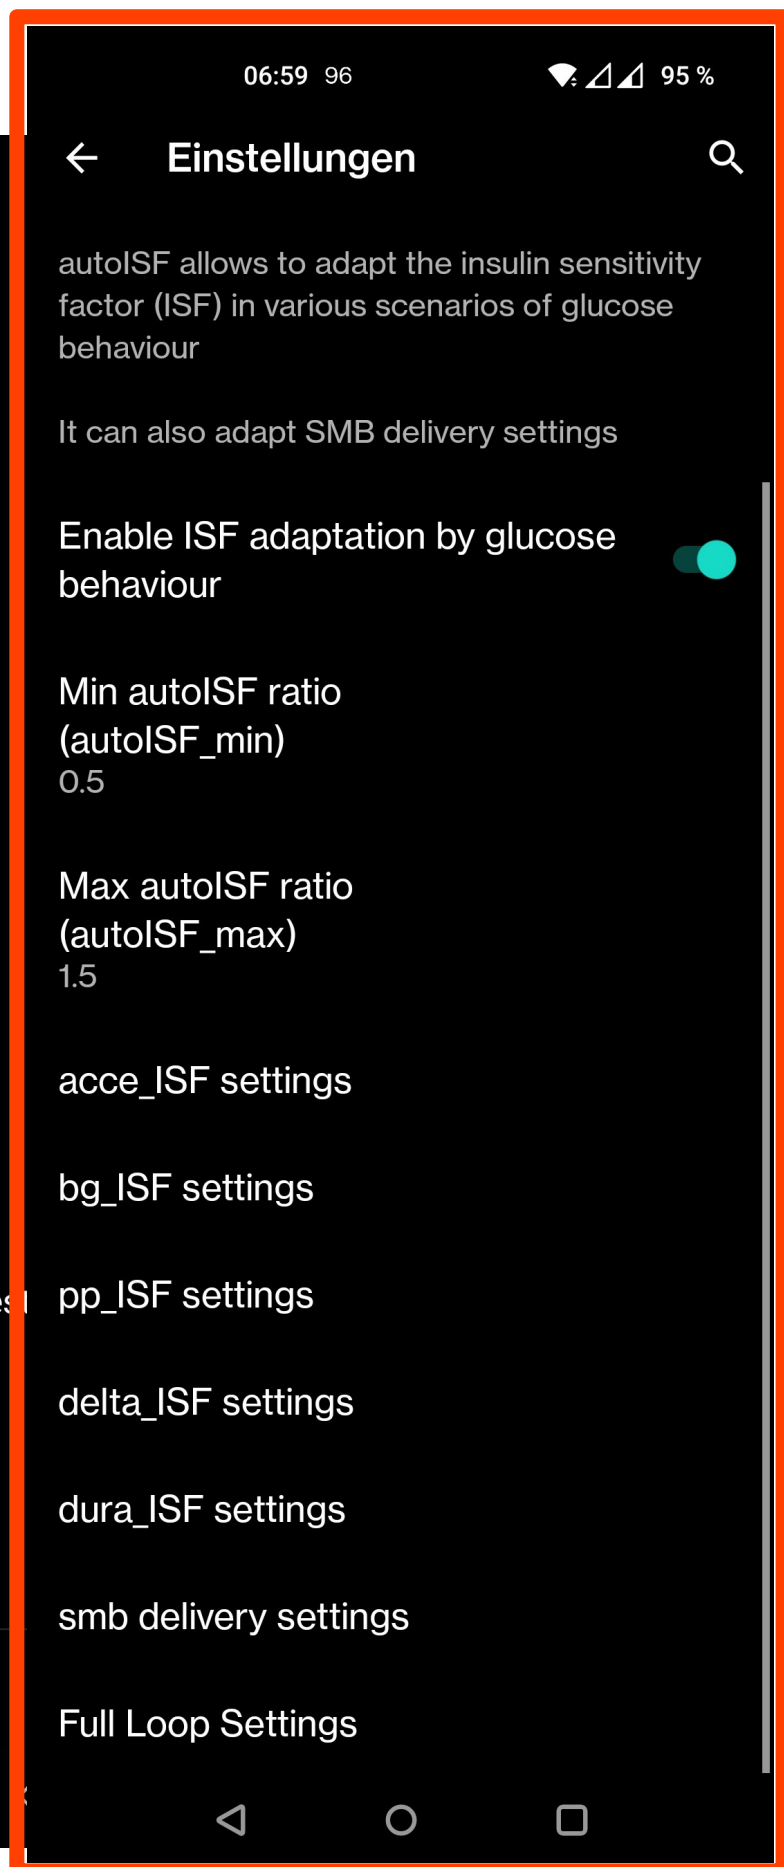 06:59 96 95 %
Einstellungen
autoISF allows to adapt the insulin sensitivity
factor (ISF) in various scenarios of glucose
behaviour
It can also adapt SMB delivery settings
Enable ISF adaptation by glucose
behaviour
Min autoISF ratio
(autoISF_min)
0.5
Max autoISF ratio
(autoISF_max)
1.5
acce_ISF settings
bg_ISF settings
pp_ISF settings
delta_ISF settings
dura_ISF settings
smb delivery settings
Full Loop Settings